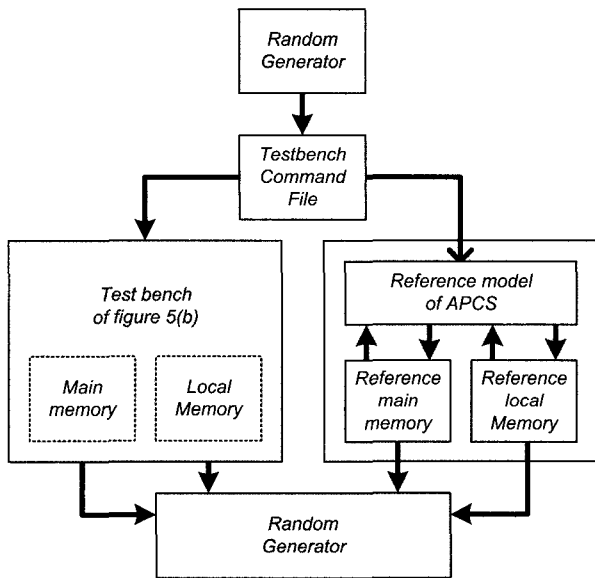 Random
Generator
Testbench
Command
File
Test bench
of figure 5(b)
Main
memory
Local
Memory
Reference model
of APCS
Reference
main
memory
Reference
local
Memory
Random
Generator